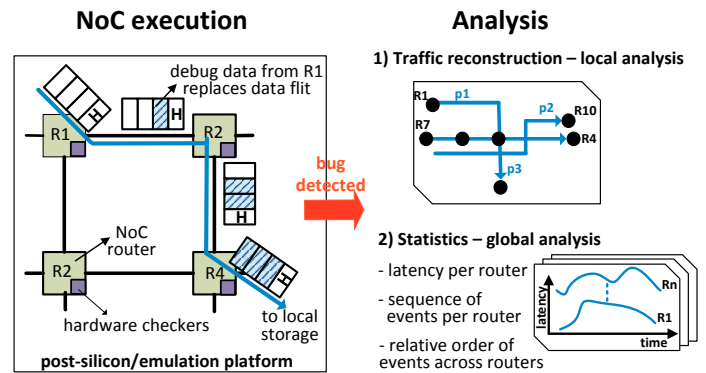 NoC execution
debug data from R1
replaces data flit
H
H
R1
R2
H
NoC
router
R2
R4
H
hardware checkers
to local
storage
post-silicon/emulation platform
bug
detected
Analysis
1) Traffic reconstruction – local analysis
R1
p1
p2
R10
R7
R4
p3
2) Statistics – global analysis
- latency per router
- sequence of
events per router
- relative order of
events across routers
latency
Rn
R1
time